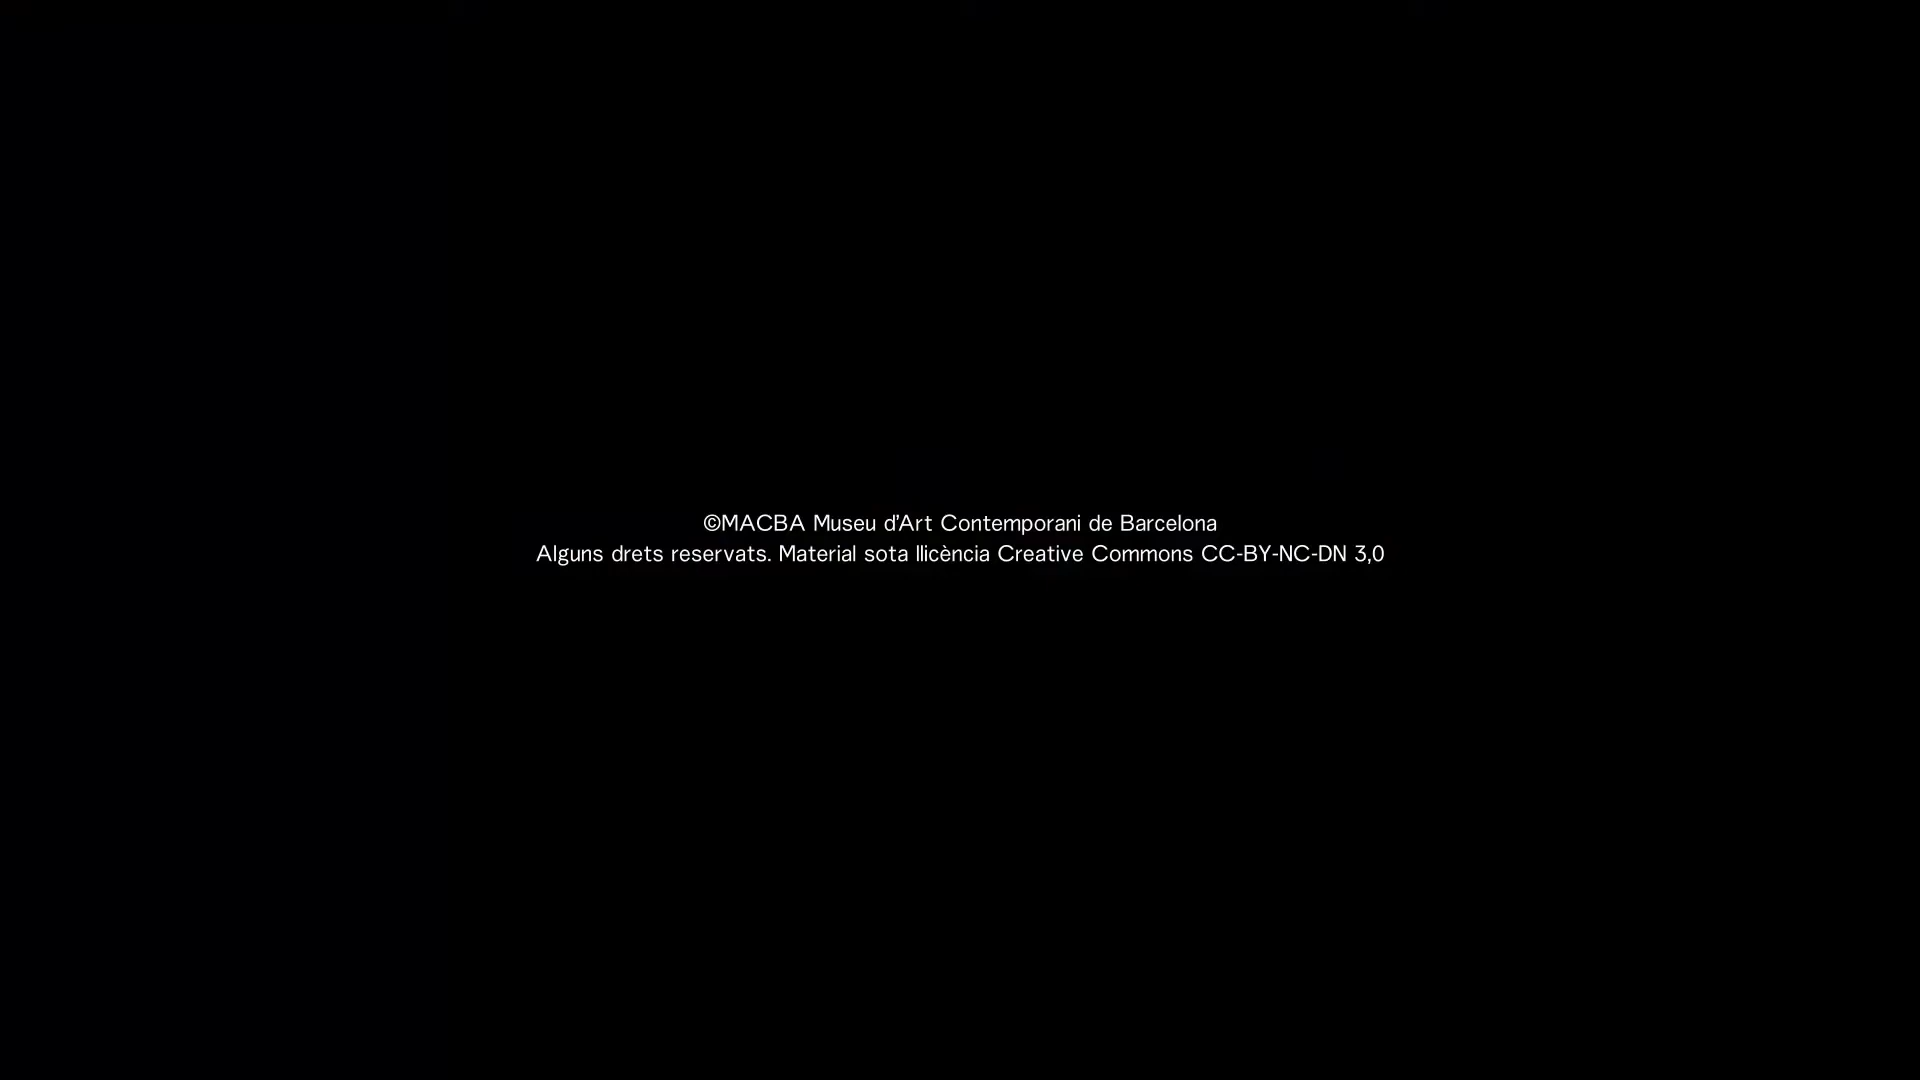 ©MACBA Museu d'Art Contemporani de Barcelona
Alguns drets reservats. Material sota llicència Creative Commons CC-BY-NC-DN 3,0